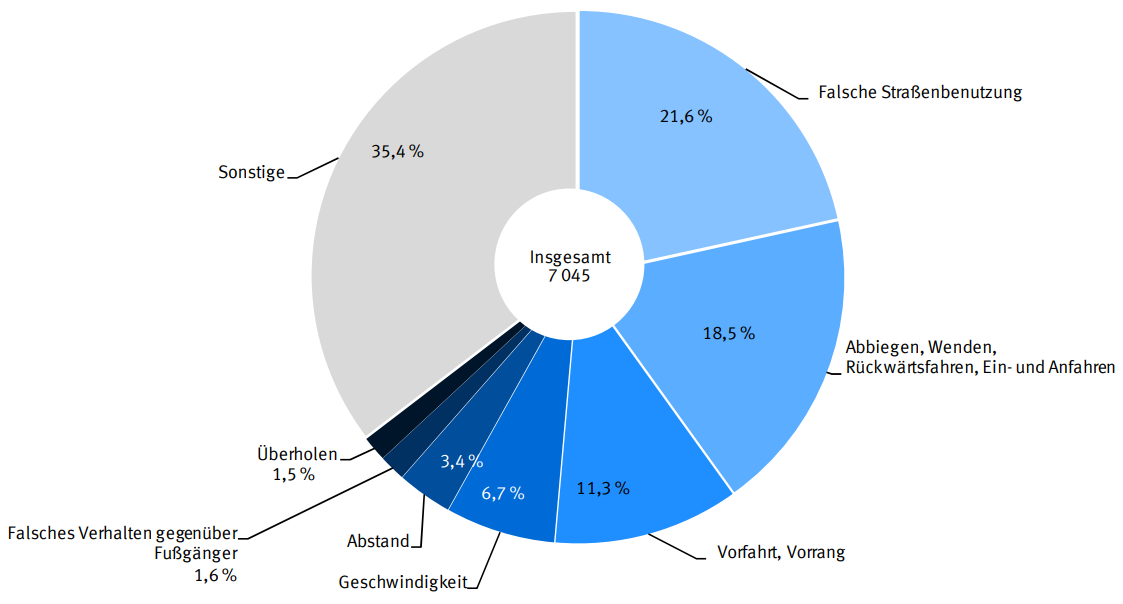 Falsche Straßenbenutzung
21,6 %
35,4 %
Sonstige
Insgesamt
7 045
18,5 %
Abbiegen, Wenden,
Rückwärtsfahren, Ein- und Anfahren
Überholen
1,5 %
3,4 %
6,7 %
11,3 %
Falsches Verhalten gegenüber
Fußgänger
1,6 %
Abstand
Geschwindigkeit
Vorfahrt, Vorrang